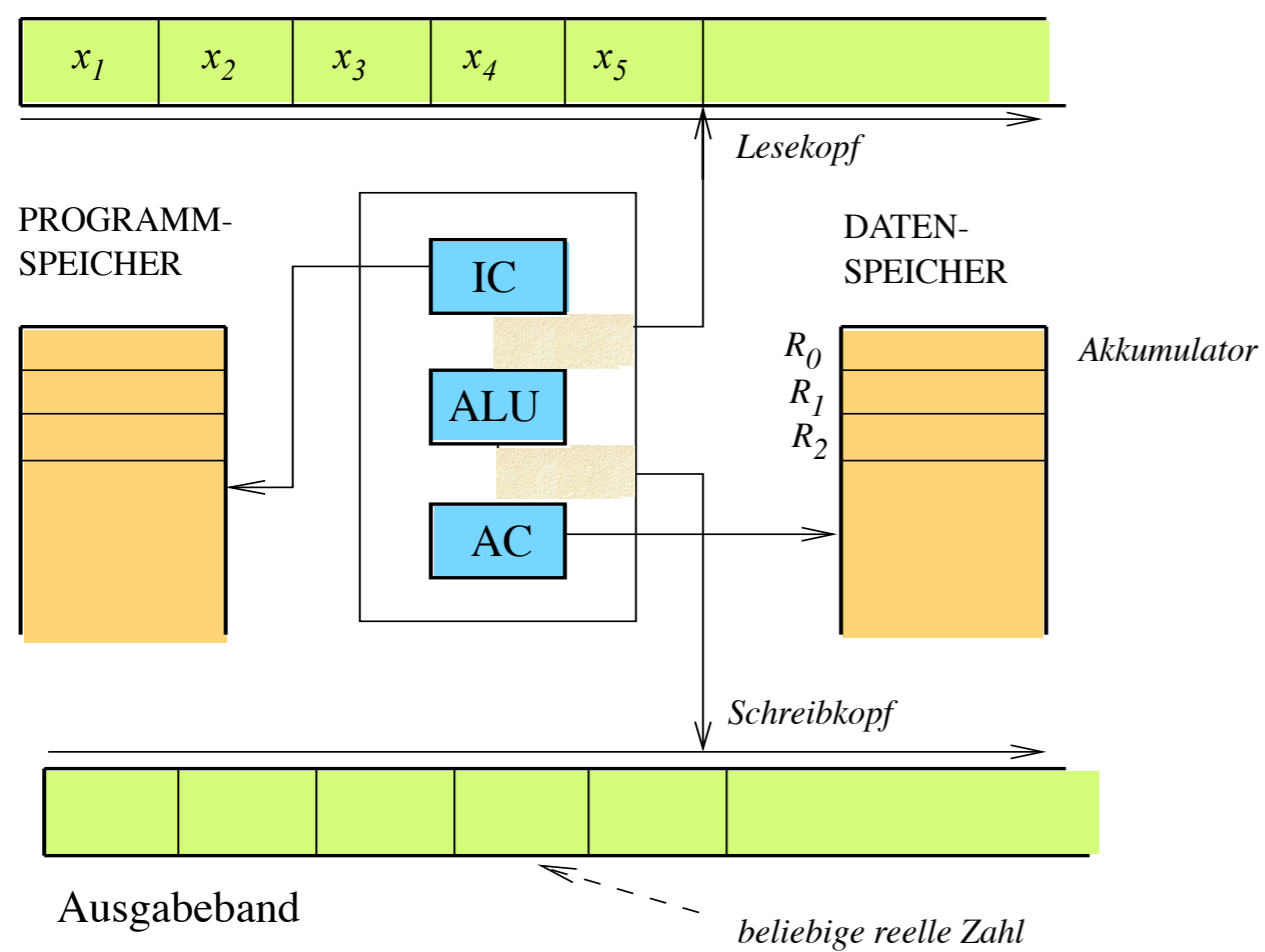 x1 x2 x3 x4 x5
Lesekopf
PROGRAMM-
SPEICHER
DATEN-
SPEICHER
IC
ALU
AC
R0
R1
R2
Akkumulator
Schreibkopf
Ausgabeband
beliebige reelle Zahl